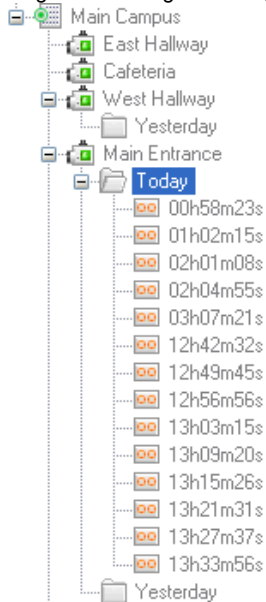 Main Campus
East Hallway
Cafeteria
West Hallway
Yesterday
Main Entrance
Today
00h58m23s
01h02m15s
02h01m08s
02h04m55s
03h07m21s
12h42m32s
12h49m45s
12h56m56s
13h03m15s
13h09m20s
13h15m26s
13h21m31s
13h27m37s
13h33m56s
Yesterday